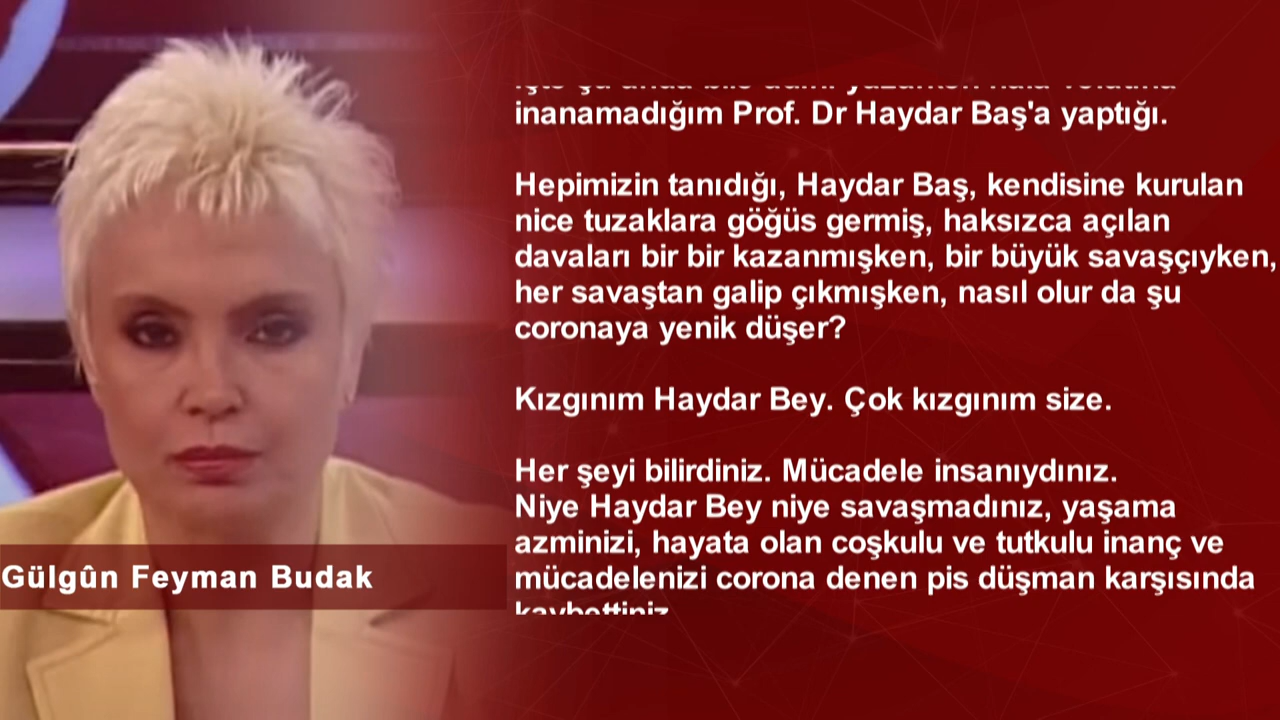 inanamadığım Prof. Dr Haydar Baş'a yaptığı.
Hepimizin tanıdığı, Haydar Baş, kendisine kurulan
nice tuzaklara göğüs germiş, haksızca açılan
davaları bir bir kazanmışken, bir büyük savaşçıyken,
her savaştan galip çıkmışken, nasıl olur da şu
coronaya yenik düşer?
Kızgınım Haydar Bey. Çok kızgınım size.
Her şeyi bilirdiniz. Mücadele insanıydınız.
Niye Haydar Bey niye savaşmadınız, yaşama
azminizi, hayata olan coşkulu ve tutkulu inanç ve
mücadelenizi corona denen pis düşman karşısında
kaybettiniz
Gülgûn Feyman Budak